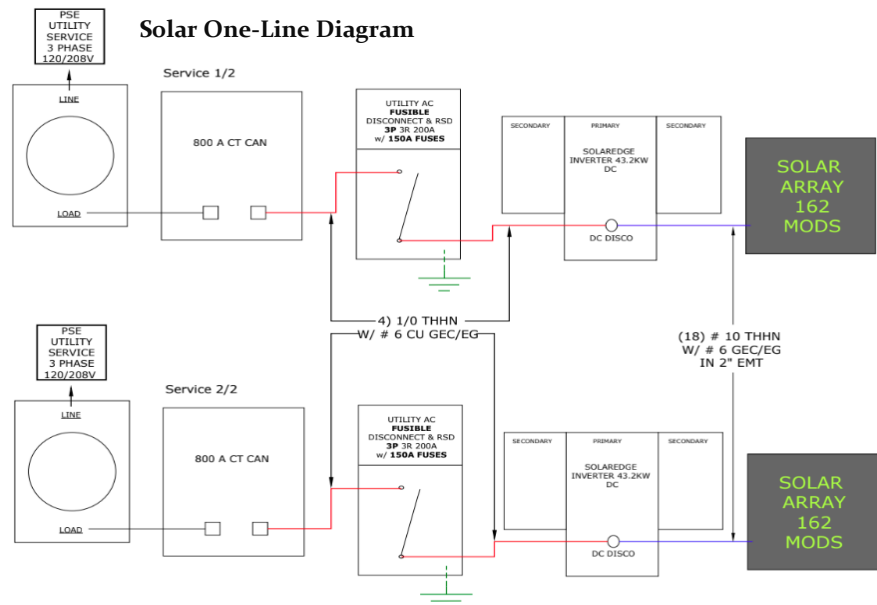 Solar One-Line Diagram
PSE
UTILITY
SERVICE
3 PHASE
120/208V
LINE
LOAD
Service 1/2
800 A CT CAN
UTILITY AC
FUSIBLE
DISCONNECT & RSD
3P 3R 200A
w/ 150A FUSES
SECONDARY
PRIMARY
SECONDARY
SOLAREDGE
INVERTER 43.2KW
DC
DC DISCO
SOLAR
ARRAY
162
MODS
4) 1/0 THHN
W/ # 6 CU GEC/EG
(18) # 10 THHN
W/ # 6 GEC/EG
IN 2" EMT
PSE
UTILITY
SERVICE
3 PHASE
120/208V
LINE
LOAD
Service 2/2
800 A CT CAN
UTILITY AC
FUSIBLE
DISCONNECT & RSD
3P 3R 200A
w/ 150A FUSES
SECONDARY
PRIMARY
SECONDARY
SOLAREDGE
INVERTER 43.2KW
DC
DC DISCO
SOLAR
ARRAY
162
MODS